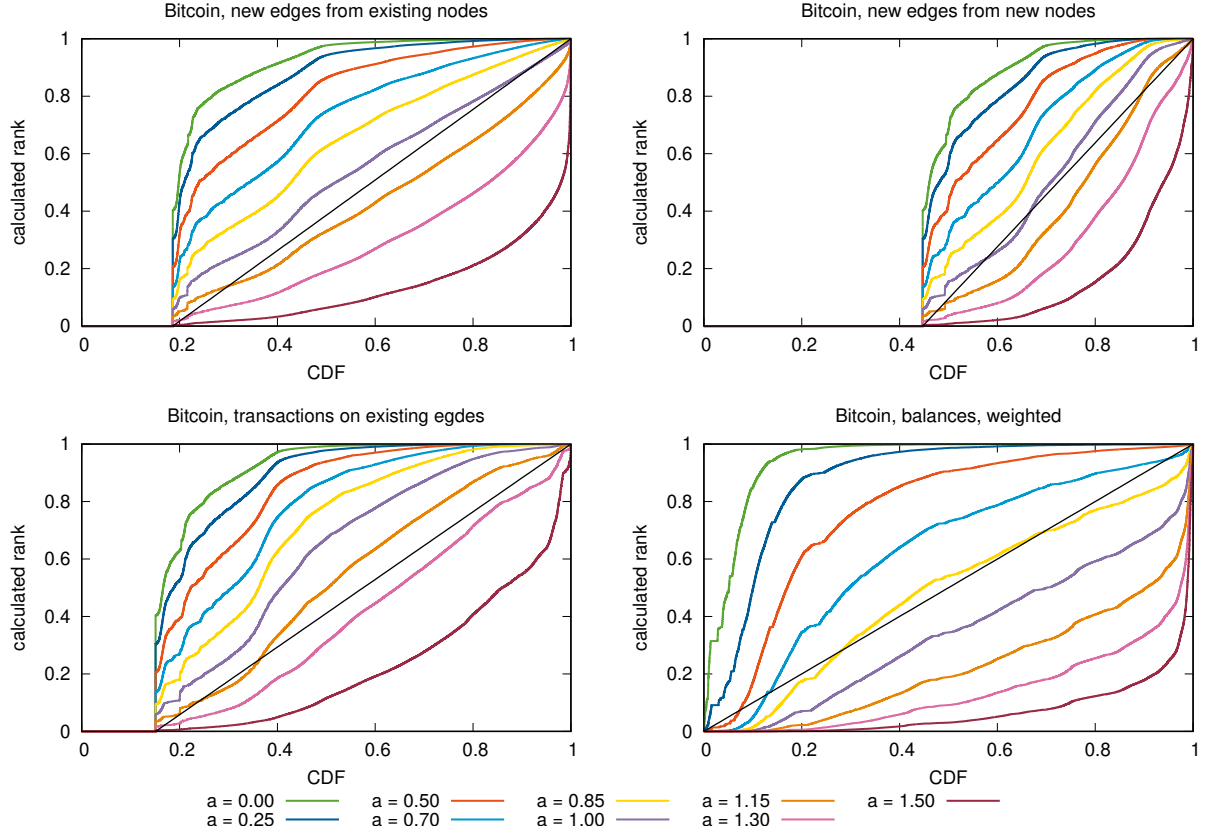 Bitcoin, new edges from existing nodes
Bitcoin, new edges from new nodes
1
0.8
0.6
0.4
0.2
0
calculated rank
0 0.2 0.4 0.6 0.8 1
CDF
1
0.8
0.6
0.4
0.2
0
calculated rank
0 0.2 0.4 0.6 0.8 1
CDF
Bitcoin, transactions on existing egdes
Bitcoin, balances, weighted
1
0.8
0.6
0.4
0.2
0
calculated rank
0 0.2 0.4 0.6 0.8 1
CDF
1
0.8
0.6
0.4
0.2
0
calculated rank
0 0.2 0.4 0.6 0.8 1
CDF
a = 0.00 a = 0.50 a = 0.85 a = 1.15 a = 1.50
a = 0.25 a = 0.70 a = 1.00 a = 1.30